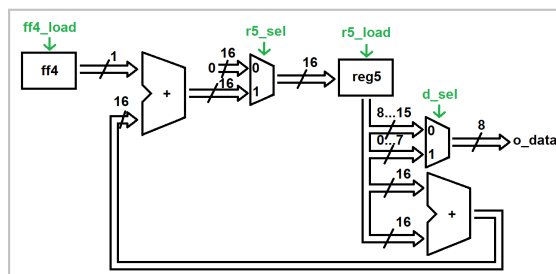 ff4_load
r5_sel
r5_load
ff4
1
+
16
0
16
0
16
1
16
reg5
d_sel
8...15
0
0...7
1
8
o_data
16
16
+